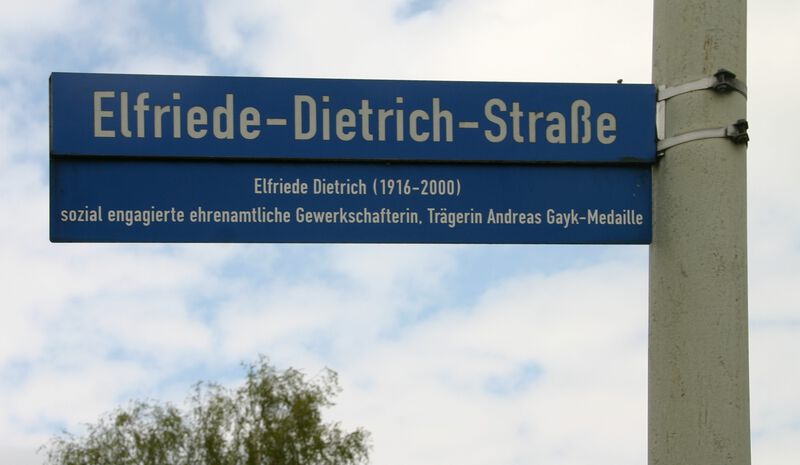 Elfriede-Dietrich-Straße
Elfriede Dietrich (1916-2000)
sozial engagierte ehrenamtliche Gewerkschafterin, Trägerin Andreas Gayk-Medaille